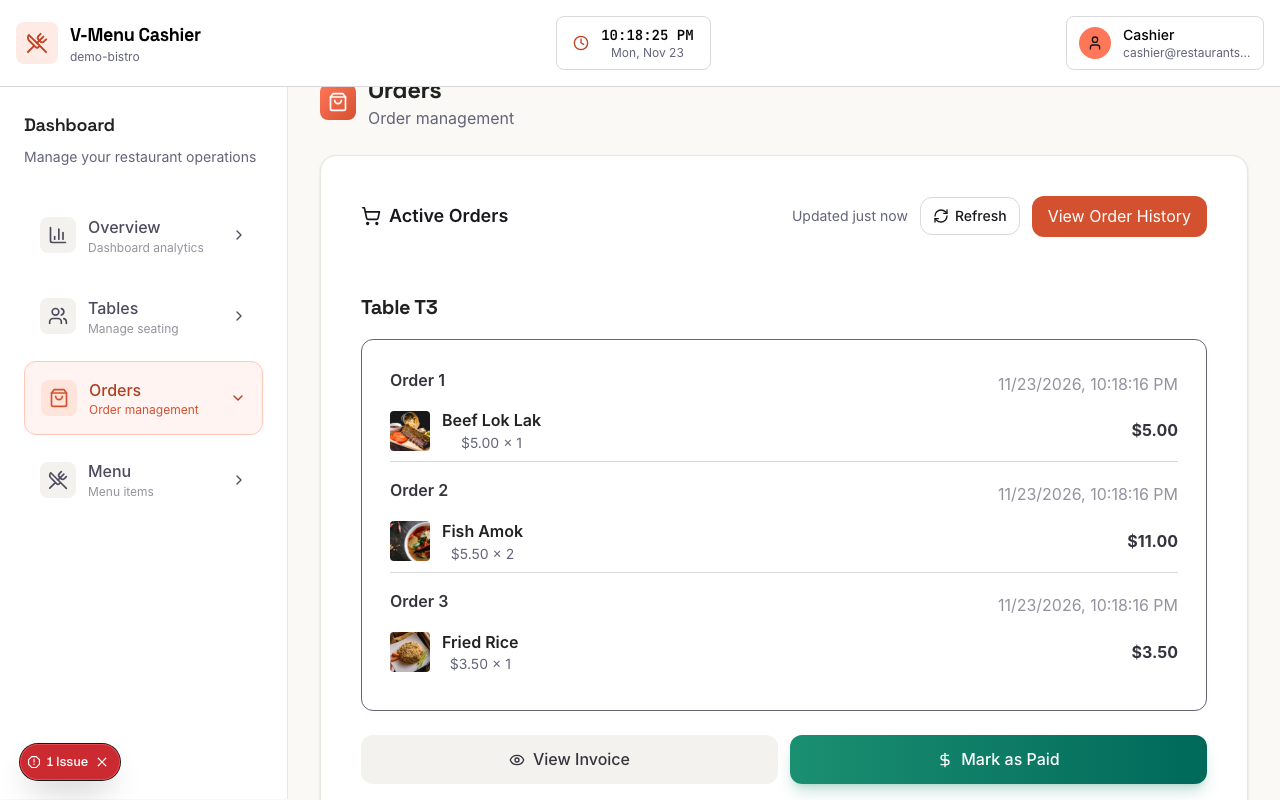 V-Menu Cashier
demo-bistro
10:18:25 PM
Mon, Nov 23
Cashier
cashier@restaurants...
Dashboard
Manage your restaurant operations
Overview
Dashboard analytics
Tables
Manage seating
Orders
Order management
Menu
Menu items
1 Issue
Orders
Order management
Active Orders
Updated just now
Refresh
View Order History
Table T3
Order 1
11/23/2026, 10:18:16 PM
Beef Lok Lak
$5.00 × 1
$5.00
Order 2
11/23/2026, 10:18:16 PM
Fish Amok
$5.50 × 2
$11.00
Order 3
11/23/2026, 10:18:16 PM
Fried Rice
$3.50 × 1
$3.50
View Invoice
Mark as Paid